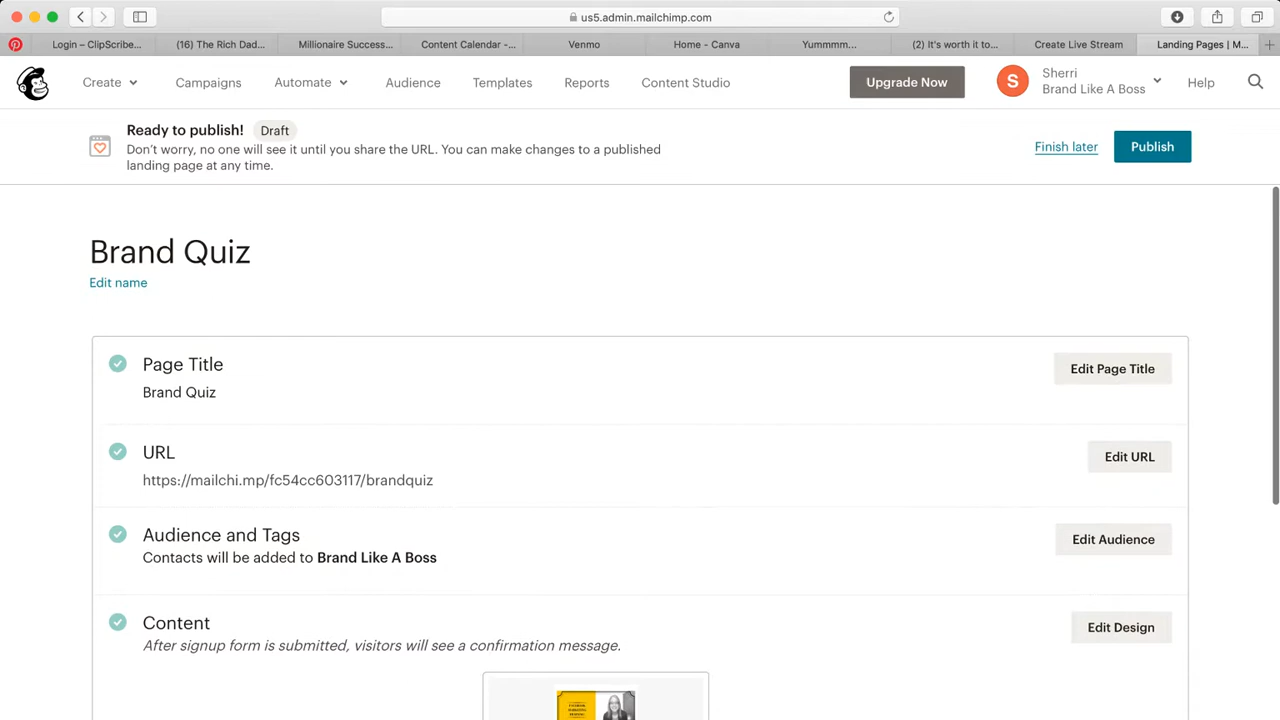 us5.admin.mailchimp.com
Login – ClipScribe...
(16) The Rich Dad...
Millionaire Success...
Content Calendar -...
Venmo
Home - Canva
Yummmm...
(2) It's worth it to...
Create Live Stream
Landing Pages | M...
Create
Campaigns
Automate
Audience
Templates
Reports
Content Studio
Upgrade Now
S
Sherri
Brand Like A Boss
Help
Ready to publish! Draft
Don't worry, no one will see it until you share the URL. You can make changes to a published
landing page at any time.
Finish later
Publish
Brand Quiz
Edit name
Page Title
Brand Quiz
Edit Page Title
URL
https://mailchi.mp/fc54cc603117/brandquiz
Edit URL
Audience and Tags
Contacts will be added to Brand Like A Boss
Edit Audience
Content
After signup form is submitted, visitors will see a confirmation message.
Edit Design